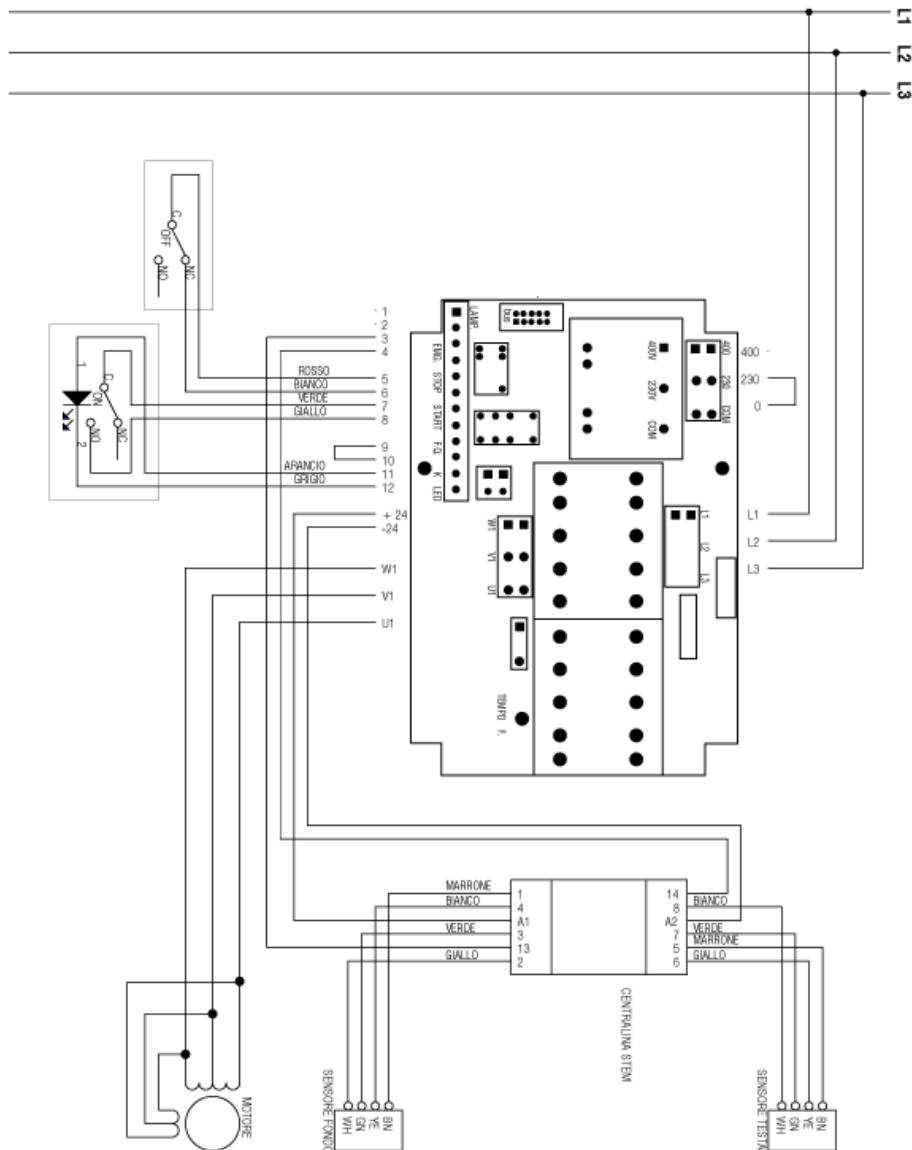 L1
L2
L3
C
OFF
NO
NC
1
2
3
4
5
6
7
8
9
10
11
12
+ 24
-24
W1
V1
U1
ROSSO
BIANCO
VERDE
GIALLO
ARANCIO
GRIGIO
1
C
ON
NO
NC
2
LAMP.
EMG.
STOP
START
F.Q.
K
LED
bus
400V
230V
COM
400
230
COM
400
230
0
W1
V1
U1
L1
L2
L3
L1
L2
L3
TEMPO F.
MARRONE
BIANCO
VERDE
GIALLO
1
4
A1
3
13
2
14
8
A2
7
5
6
BIANCO
VERDE
MARRONE
GIALLO
CENTRALINA STEM
MOTORE
SENSORE FONDO
WH
GN
YE
BN
SENSORE TESTA
WH
GN
YE
BN